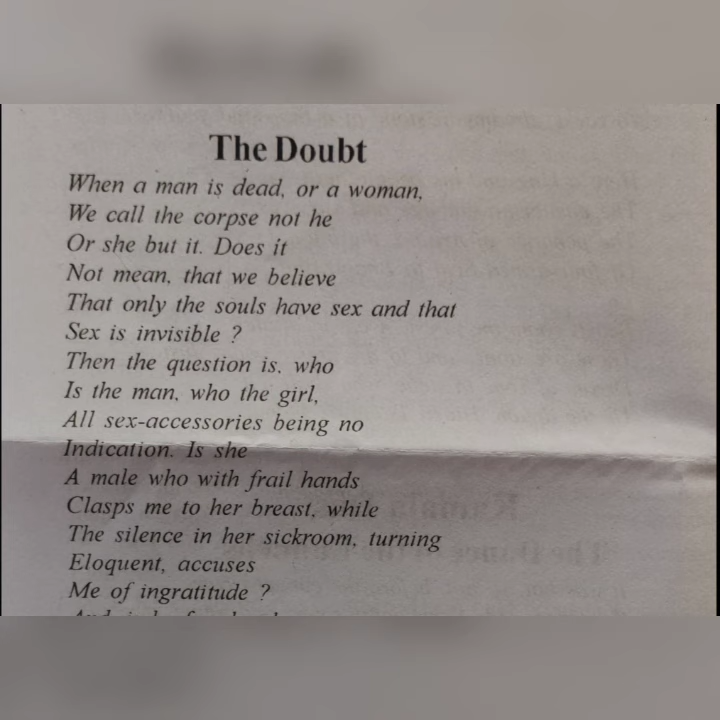 The Doubt
When a man is dead, or a woman,
We call the corpse not he
Or she but it. Does it
Not mean, that we believe
That only the souls have sex and that
Sex is invisible ?
Then the question is, who
Is the man, who the girl,
All sex-accessories being no
Indication. Is she
A male who with frail hands
Clasps me to her breast, while
The silence in her sickroom, turning
Eloquent, accuses
Me of ingratitude ?